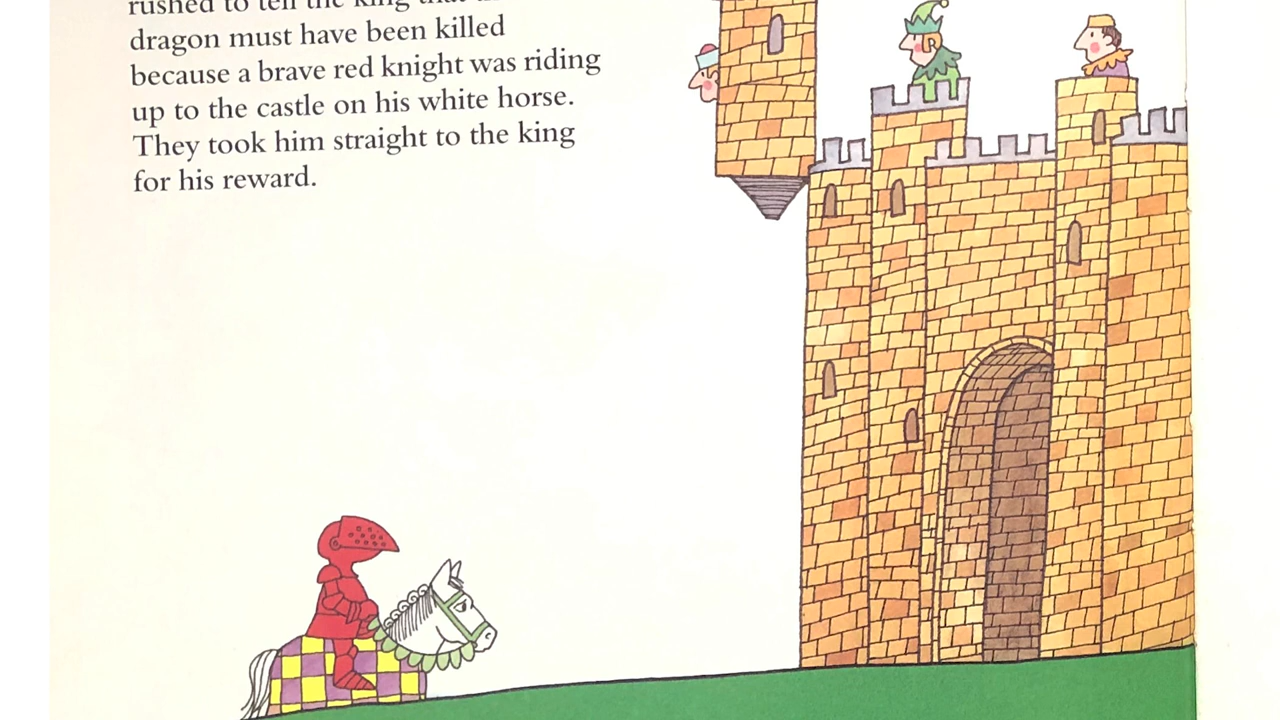 rushed to tell the king that
dragon must have been killed
because a brave red knight was riding
up to the castle on his white horse.
They took him straight to the king
for his reward.